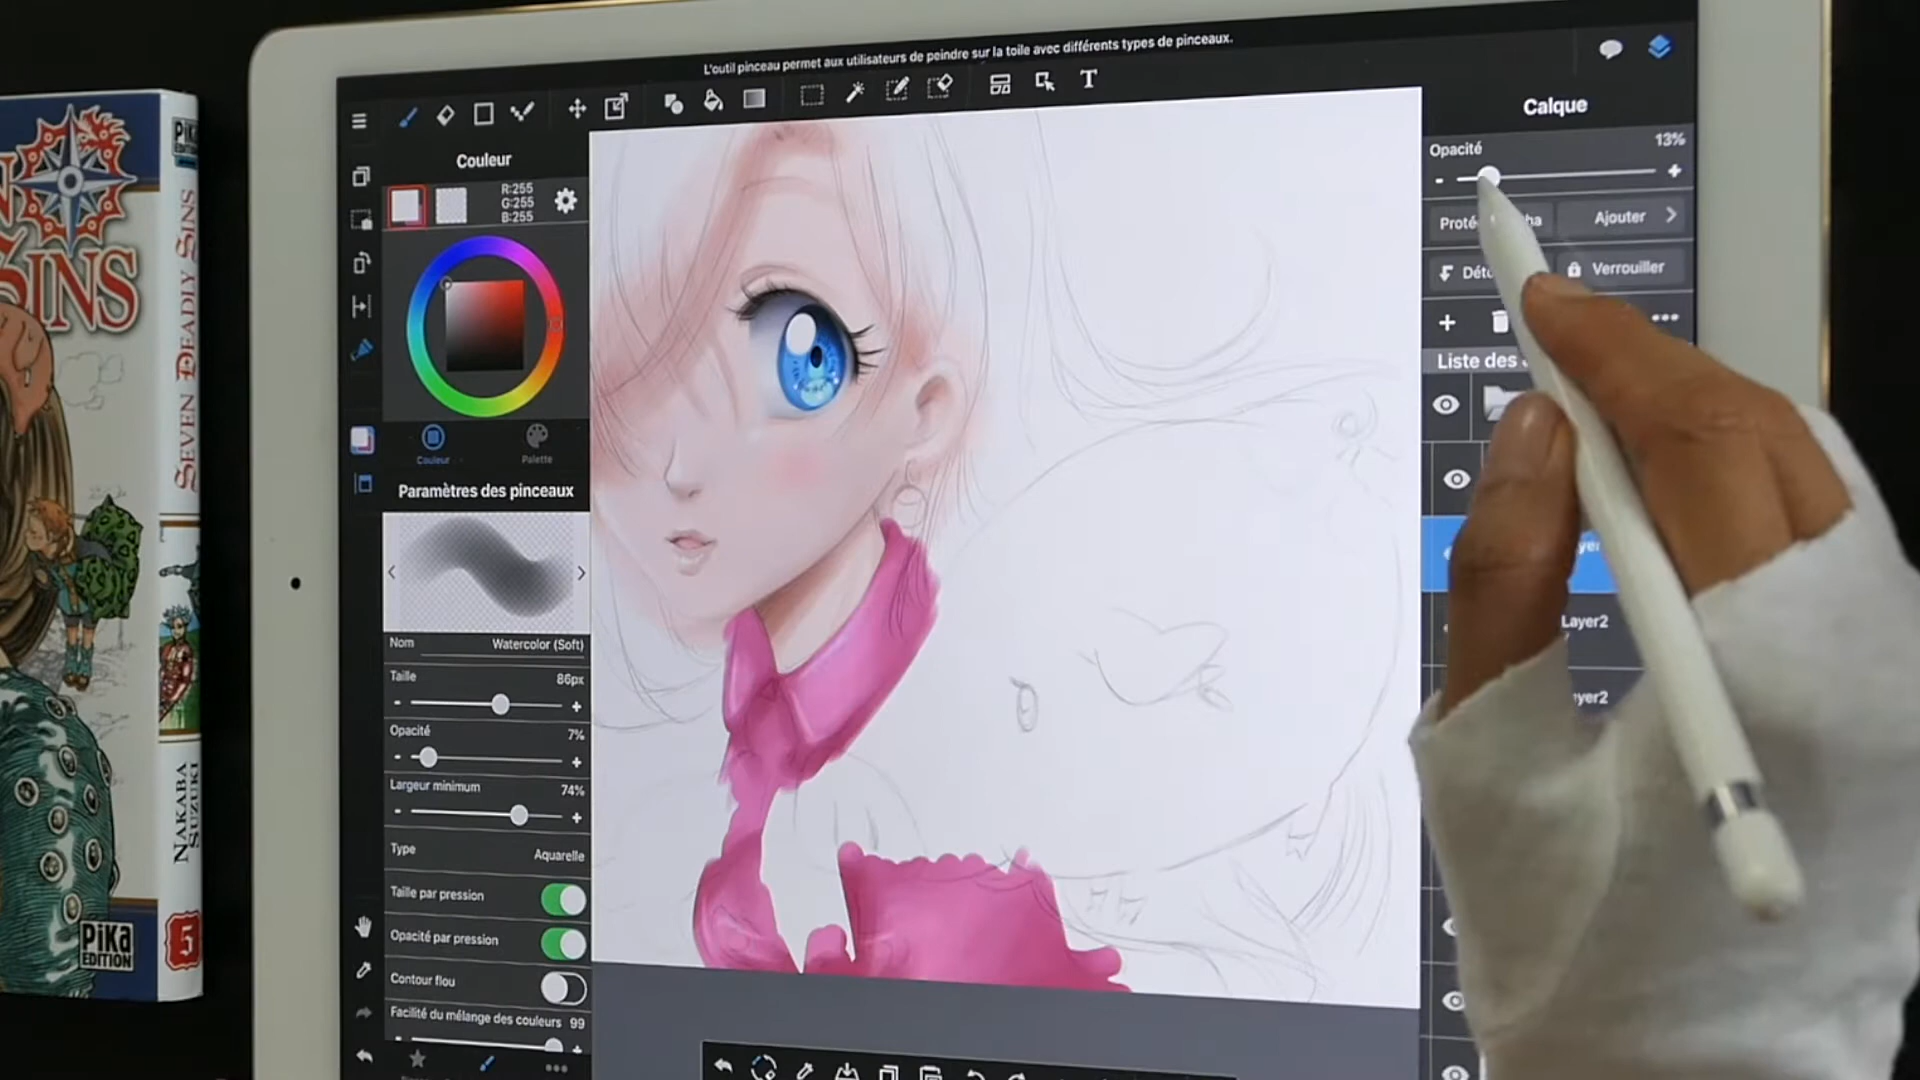 L'outil pinceau permet aux utilisateurs de peindre sur la toile avec différents types de pinceaux.
T
Couleur
R:255
G:255
B:255
Couleur
Palette
Paramètres des pinceaux
Nom Watercolor (Soft)
Taille 86px
- +
Opacité 7%
- +
Largeur minimum 74%
- +
Type Aquarelle
Taille par pression
Opacité par pression
Contour flou
Facilité du mélange des couleurs 99
- +
Calque
Opacité 13%
- +
Ajouter
Verrouiller
Liste des
Layer2
SINS
SEVEN DEADLY SINS
NAKABA SUZUKI
PiKa
EDITION
5